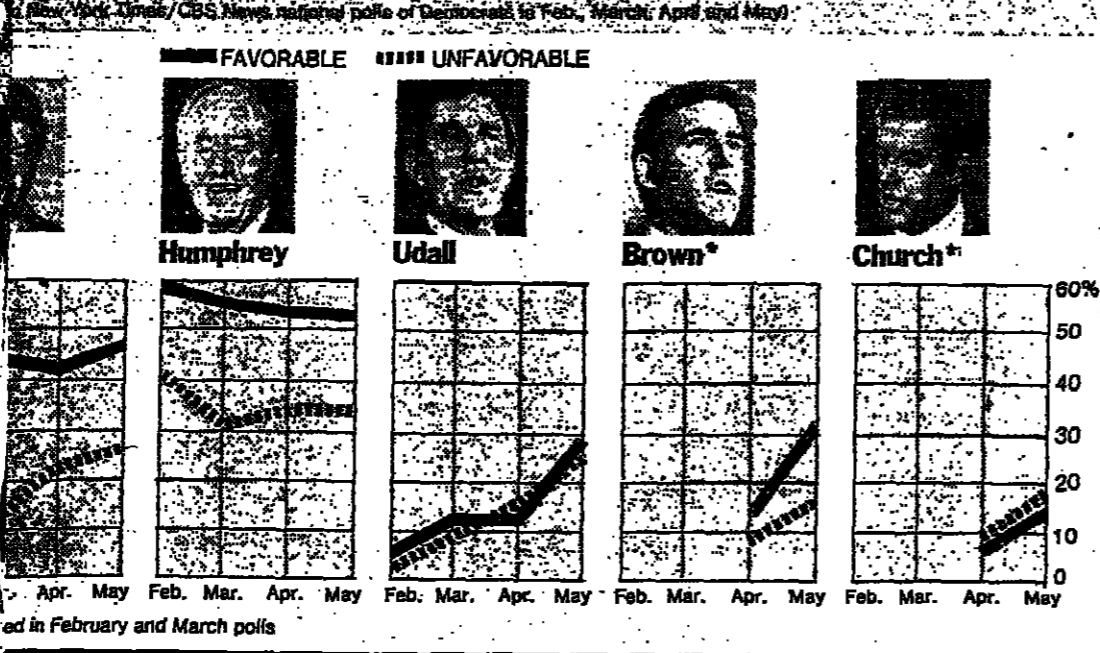 New York Times/CBS News national polls of Democrats in Feb., March, April and May)
FAVORABLE UNFAVORABLE
Humphrey Udall Brown* Church*
60%
50
40
30
20
10
0
Apr. May Feb. Mar. Apr. May Feb. Mar. Apr. May Feb. Mar. Apr. May Feb. Mar. Apr. May
ed in February and March polls